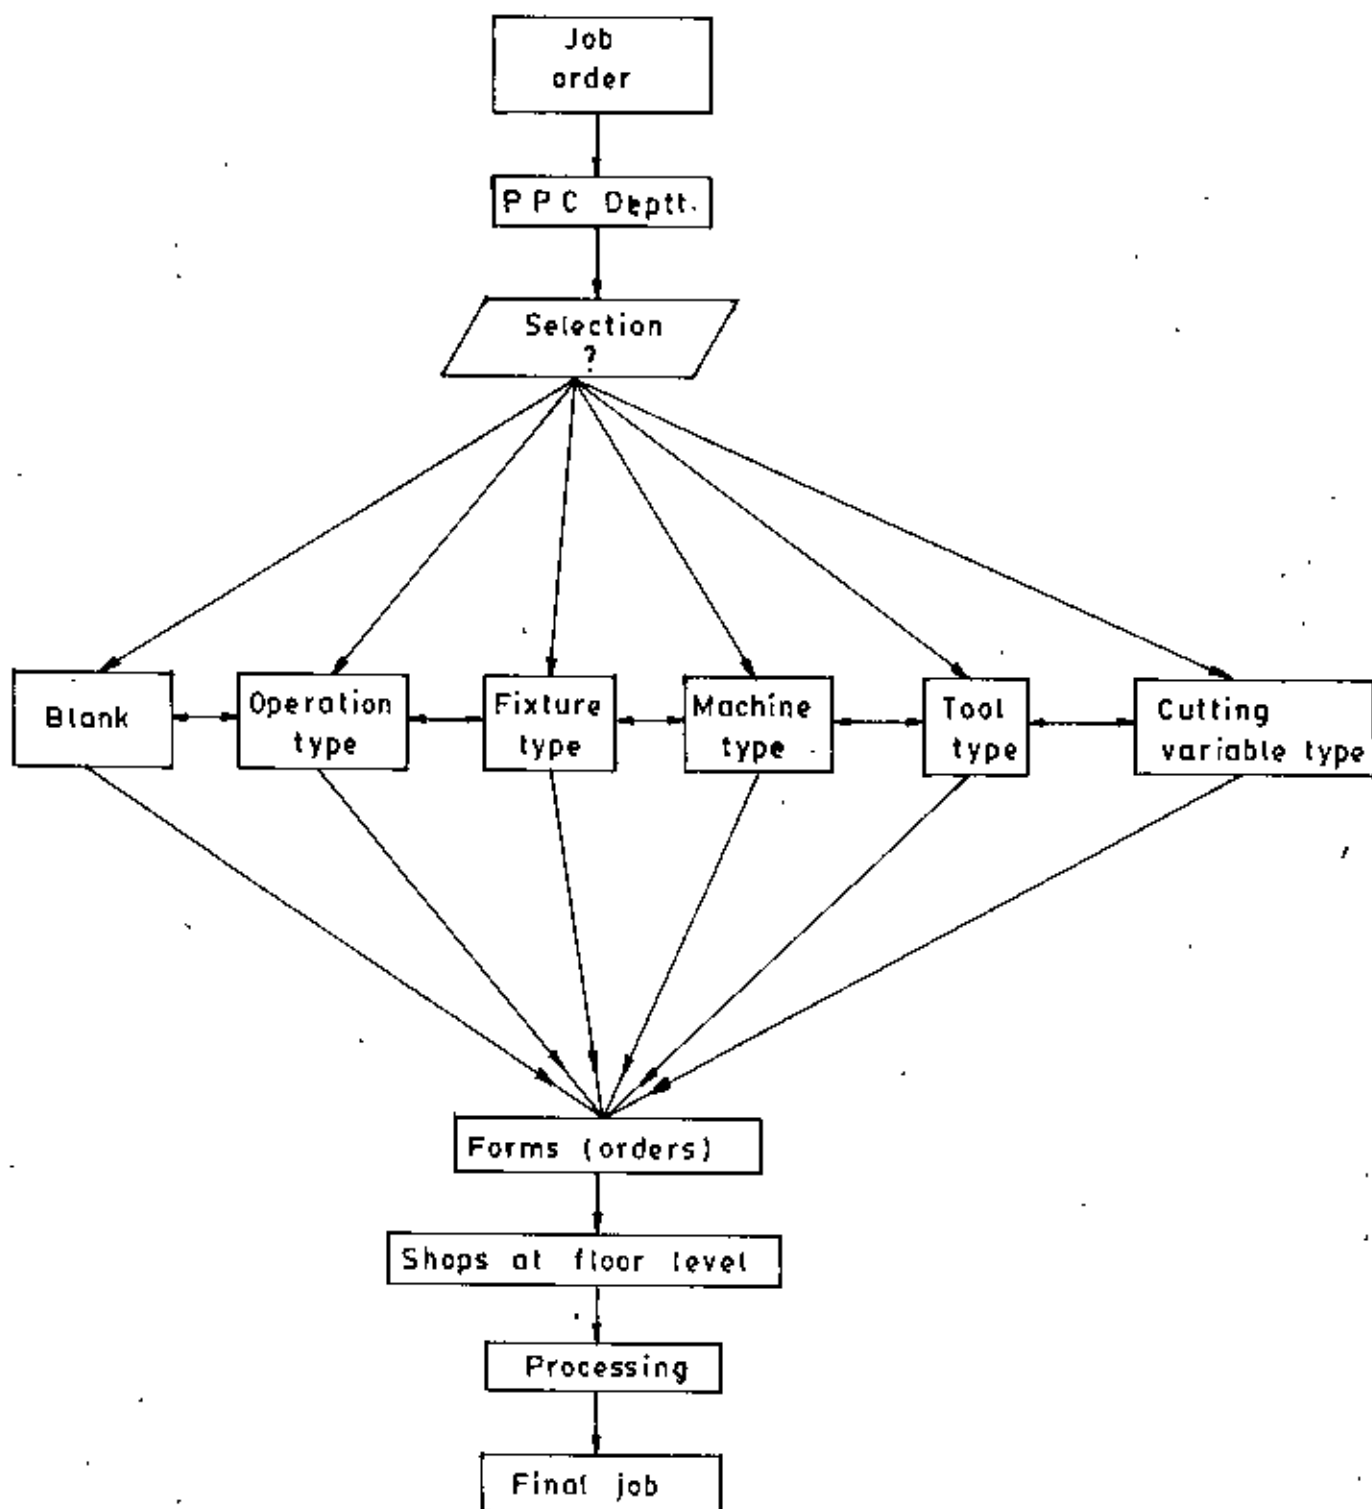 Job
order
PPC Deptt.
Selection
?
Blank
Operation
type
Fixture
type
Machine
type
Tool
type
Cutting
variable type
Forms (orders)
Shops at floor level
Processing
Final job